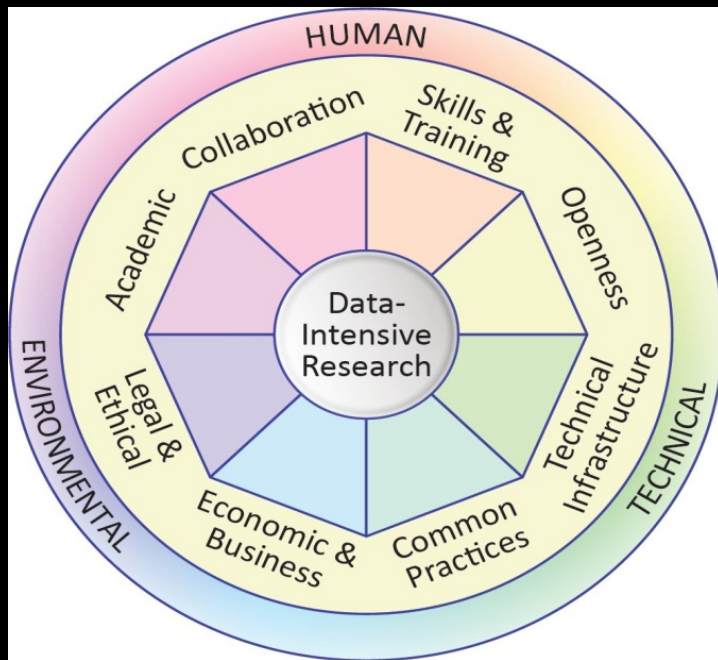 HUMAN
Collaboration
Skills &
Training
Academic
Openness
Data-
Intensive
Research
Legal &
Ethical
Technical
Infrastructure
ENVIRONMENTAL
TECHNICAL
Economic &
Business
Common
Practices